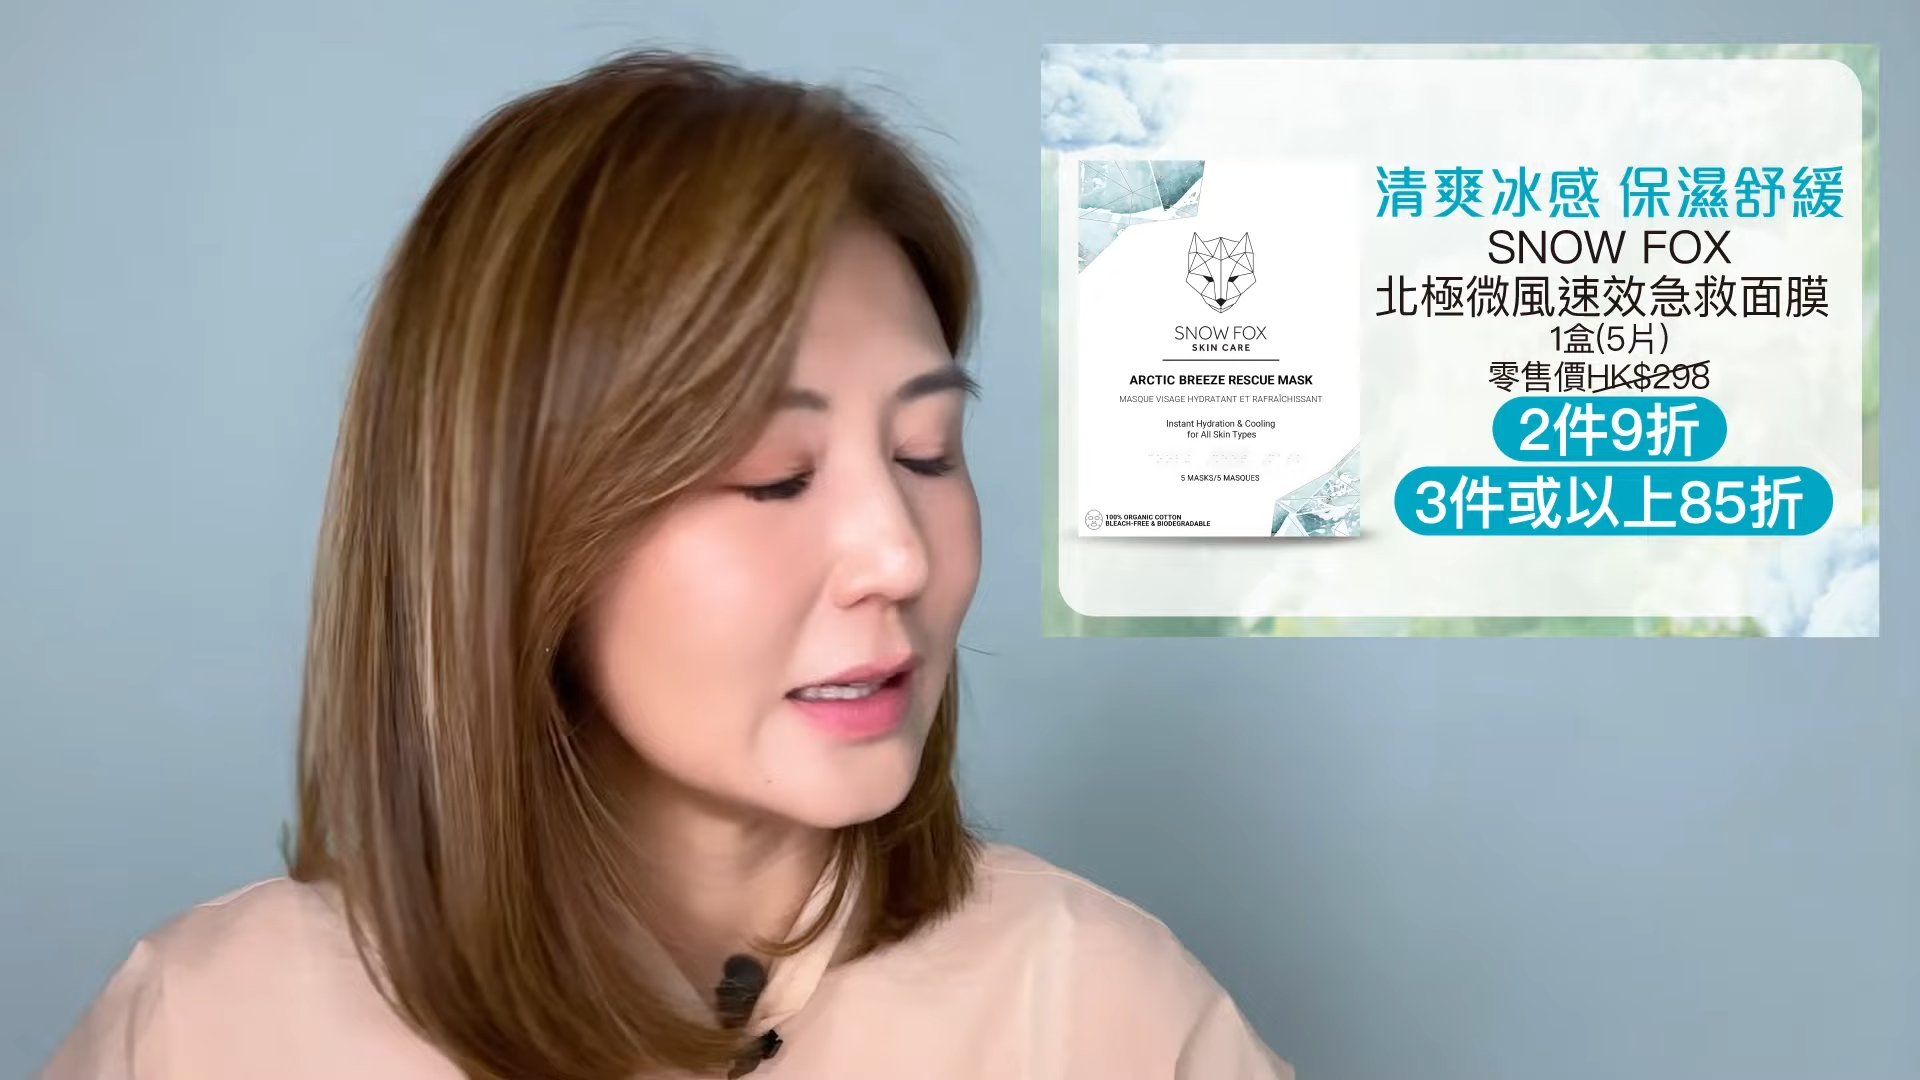 清爽冰感 保濕舒緩
SNOW FOX
北極微風速效急救面膜
1盒(5片)
零售價HK$298
2件9折
3件或以上85折
SNOW FOX
SKIN CARE
ARCTIC BREEZE RESCUE MASK
MASQUE VISAGE HYDRATANT ET RAFRAÎCHISSANT
Instant Hydration & Cooling
for All Skin Types
5 MASKS/5 MASQUES
100% ORGANIC COTTON
BLEACH-FREE & BIODEGRADABLE